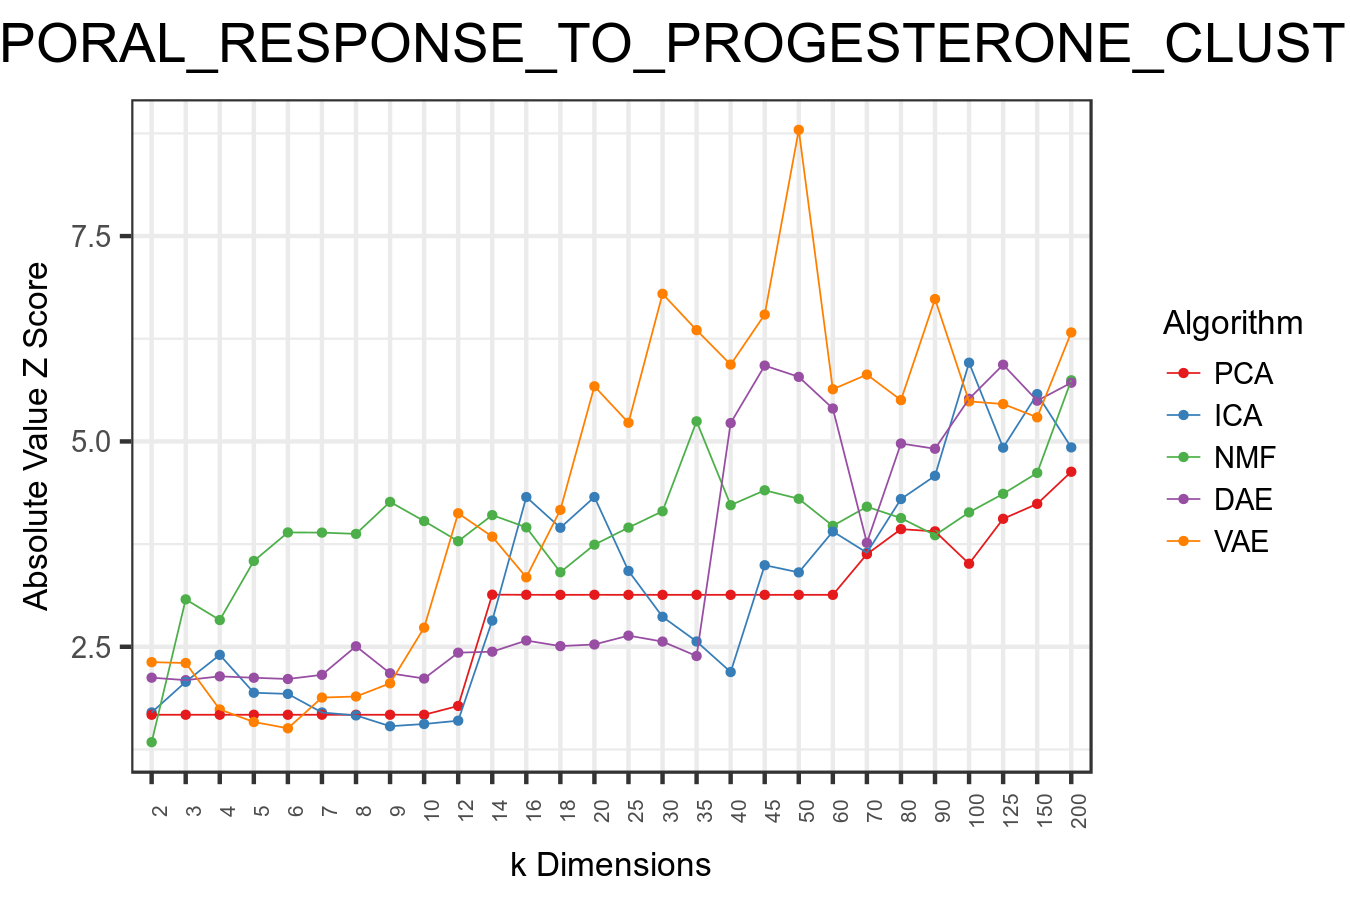 PORAL_RESPONSE_TO_PROGESTERONE_CLUST
Absolute Value Z Score
7.5
5.0
2.5
2 3 4 5 6 7 8 9 10 12 14 16 18 20 25 30 35 40 45 50 60 70 80 90 100 125 150 200
k Dimensions
Algorithm
PCA
ICA
NMF
DAE
VAE